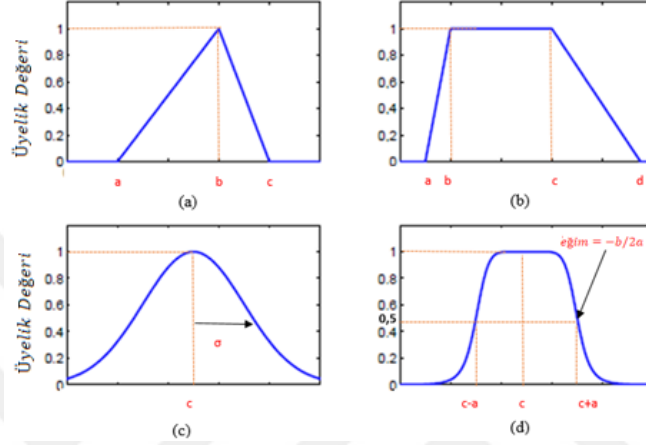 Üyelik Değeri
1
0.8
0.6
0.4
0.2
0
a b c
(a)
1
0.8
0.6
0.4
0.2
0
a b c d
(b)
Üyelik Değeri
1
0.8
0.6
0.4
0.2
0
σ
c
(c)
eğim = −b/2a
1
0.8
0.6
0,5
0.4
0.2
0
c-a c c+a
(d)